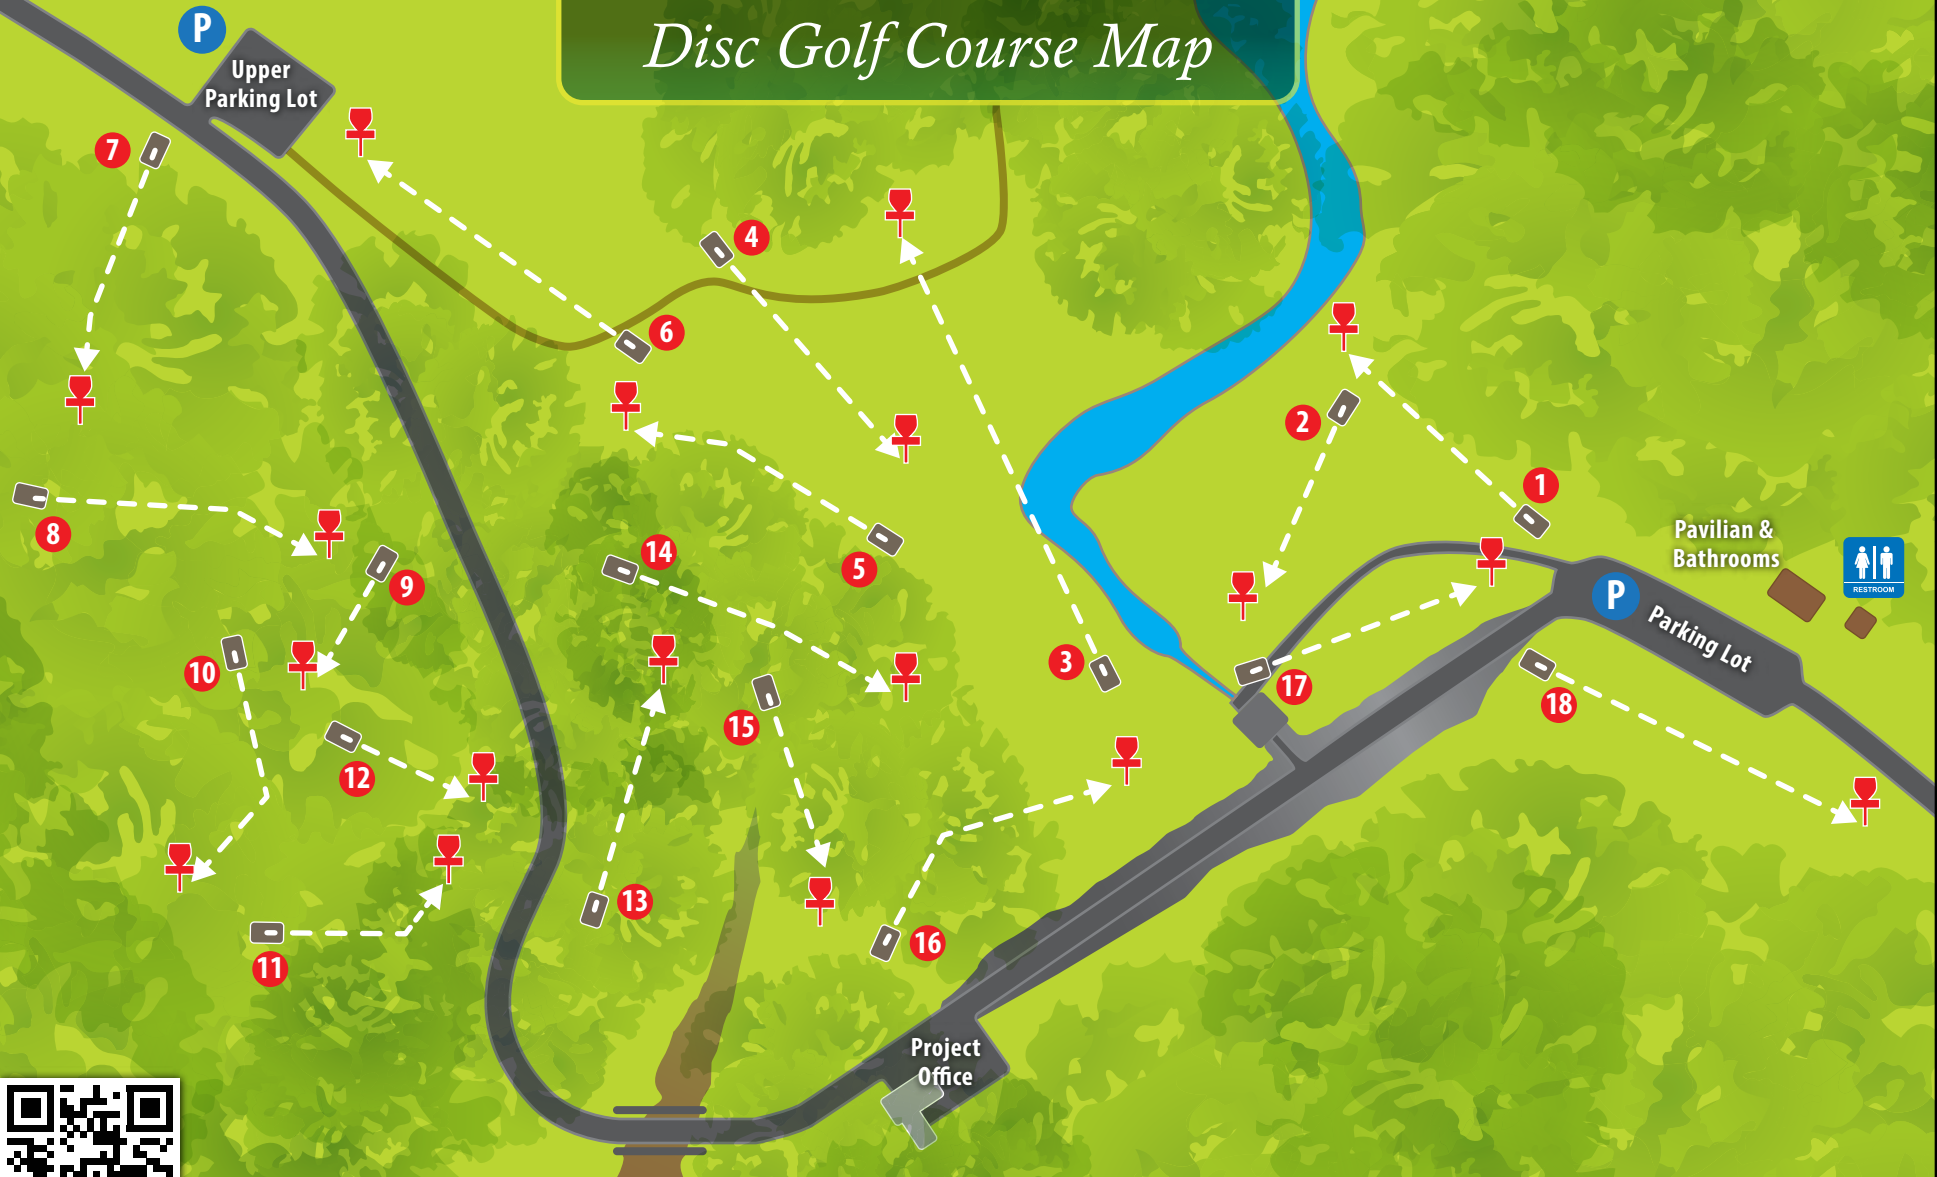 Disc Golf Course Map
P
Upper
Parking Lot
7
4
6
2
1
Pavilian &
Bathrooms
RESTROOM
8
14
5
9
P
Parking Lot
10
3
17
18
15
12
13
16
11
Project
Office